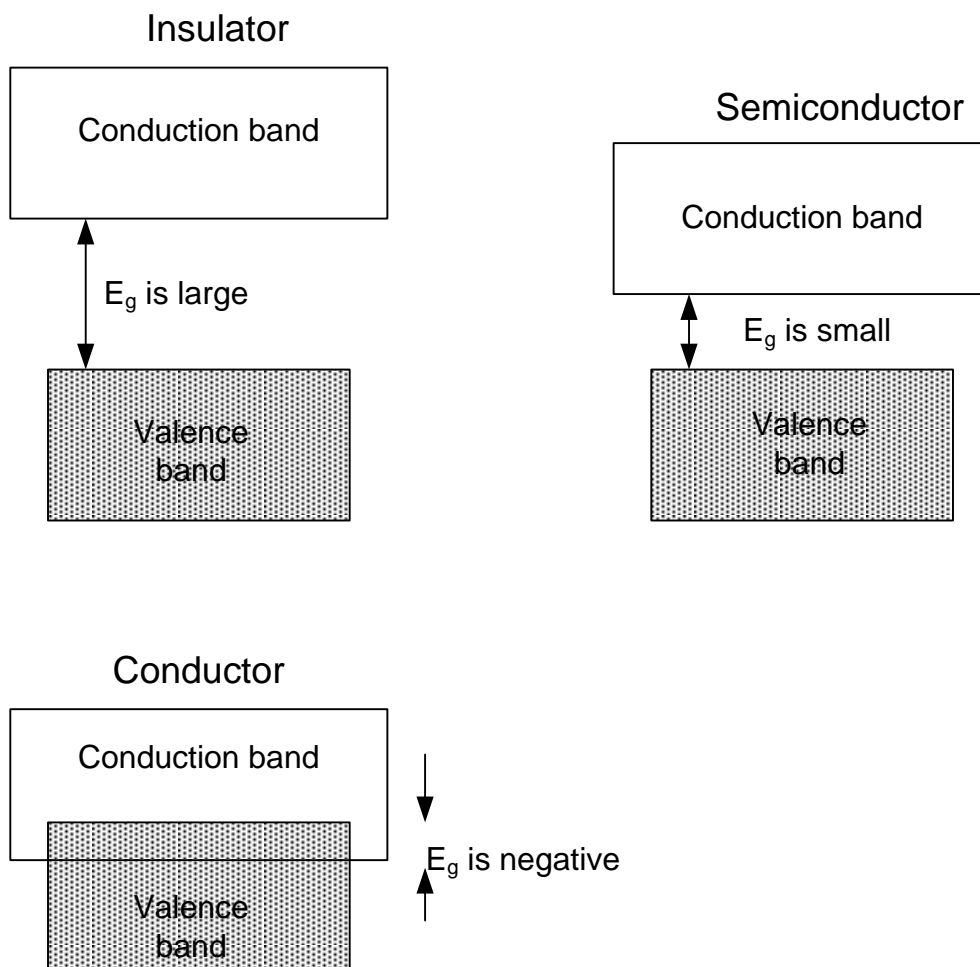 Insulator
Conduction band
E_g is large
Valence
band
Semiconductor
Conduction band
E_g is small
Valence
band
Conductor
Conduction band
E_g is negative
Valence
band